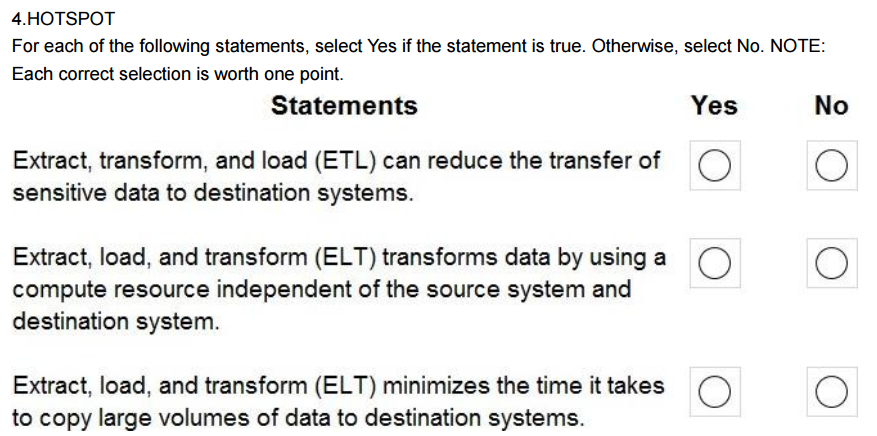 4.HOTSPOT
For each of the following statements, select Yes if the statement is true. Otherwise, select No. NOTE:
Each correct selection is worth one point.
Statements Yes No
Extract, transform, and load (ETL) can reduce the transfer of
sensitive data to destination systems.
Extract, load, and transform (ELT) transforms data by using a
compute resource independent of the source system and
destination system.
Extract, load, and transform (ELT) minimizes the time it takes
to copy large volumes of data to destination systems.